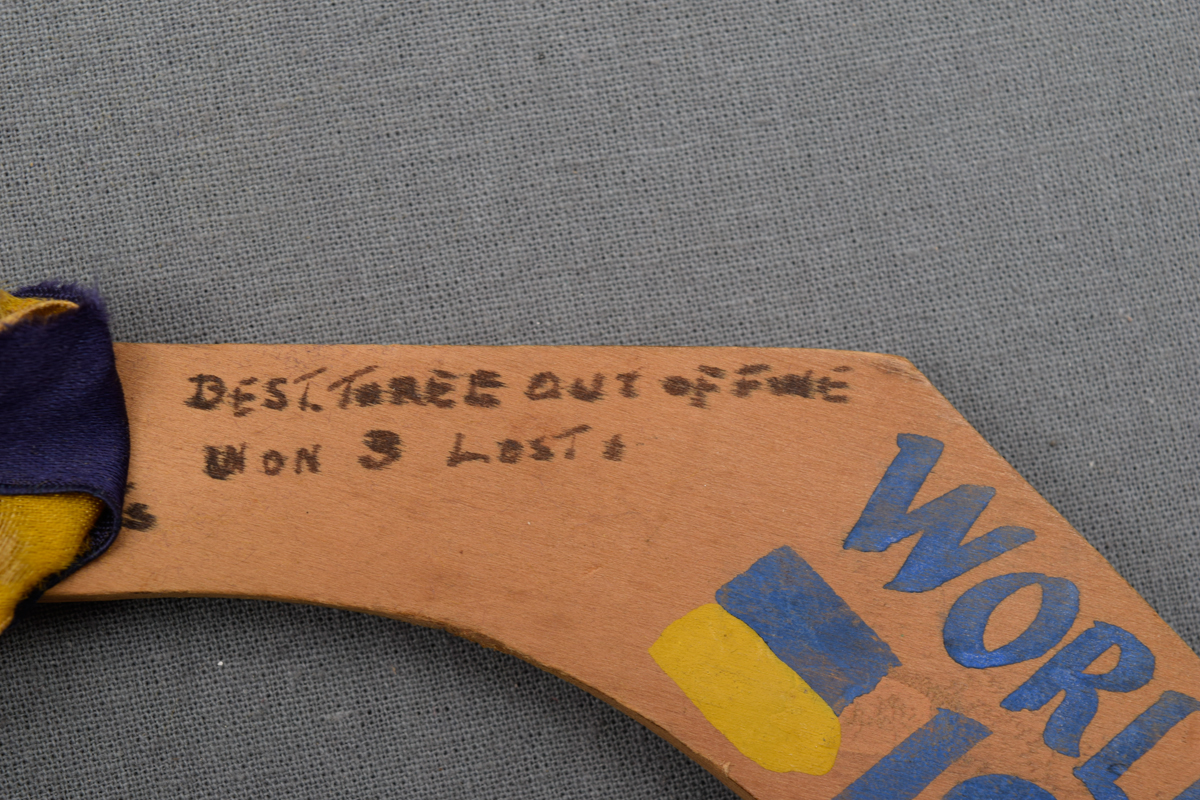 BEST. THREE OUT OF FIVE
WON 3 LOST 1
S
WORL